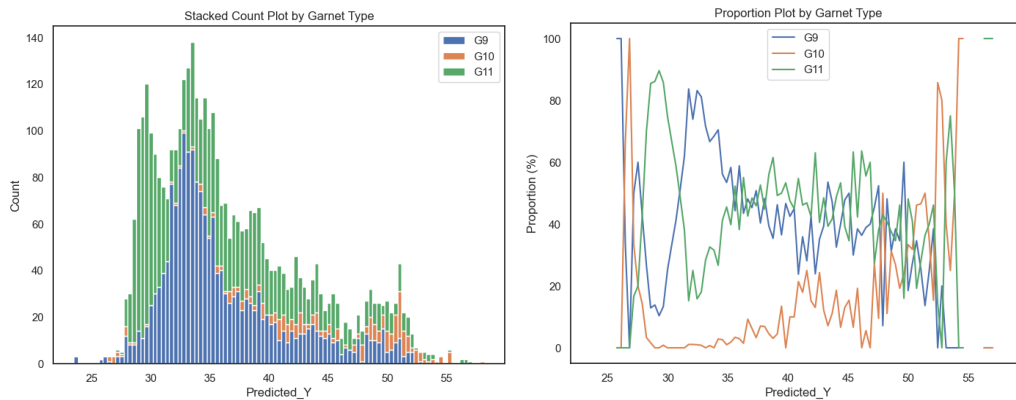 Stacked Count Plot by Garnet Type
140
120
100
80
60
40
20
0
Count
G9
G10
G11
25 30 35 40 45 50 55
Predicted_Y
Proportion Plot by Garnet Type
100
80
60
40
20
0
Proportion (%)
G9
G10
G11
25 30 35 40 45 50 55
Predicted_Y